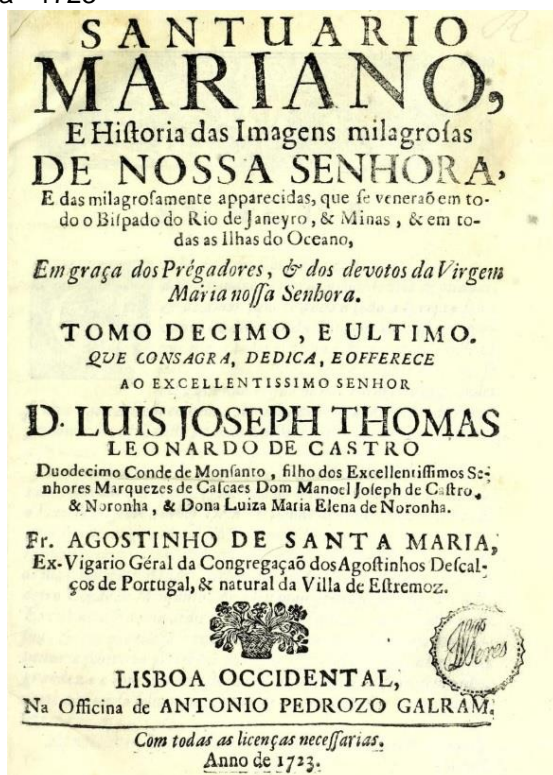 1723
SANTUARIO
MARIANO,
E Hiſtoria das Imagens milagroſas
DE NOSSA SENHORA,
E das milagroſamente apparecidas, que ſe veneraõ em to-
do o Biſpado do Rio de Janeyro, & Minas, & em to-
das as Ilhas do Oceano,
Em graça dos Prégadores, & dos devotos da Virgem
Maria noſſa Senhora.
TOMO DECIMO, E ULTIMO.
QUE CONSAGRA, DEDICA, E OFFERECE
AO EXCELLENTISSIMO SENHOR
D. LUIS JOSEPH THOMAS
LEONARDO DE CASTRO
Duodecimo Conde de Monſanto, filho dos Excellentiſſimos Se-
nhores Marquezes de Caſcaes Dom Manoel Joſeph de Caſtro,
& Noronha, & Dona Luiza Maria Elena de Noronha.
Fr. AGOSTINHO DE SANTA MARIA,
Ex-Vigario Géral da Congregaçaõ dos Agoſtinhos Deſcal-
ços de Portugal, & natural da Villa de Eſtremoz.
LISBOA OCCIDENTAL,
Na Officina de ANTONIO PEDROZO GALRAM.
Com todas as licenças neceſſarias.
Anno de 1723.